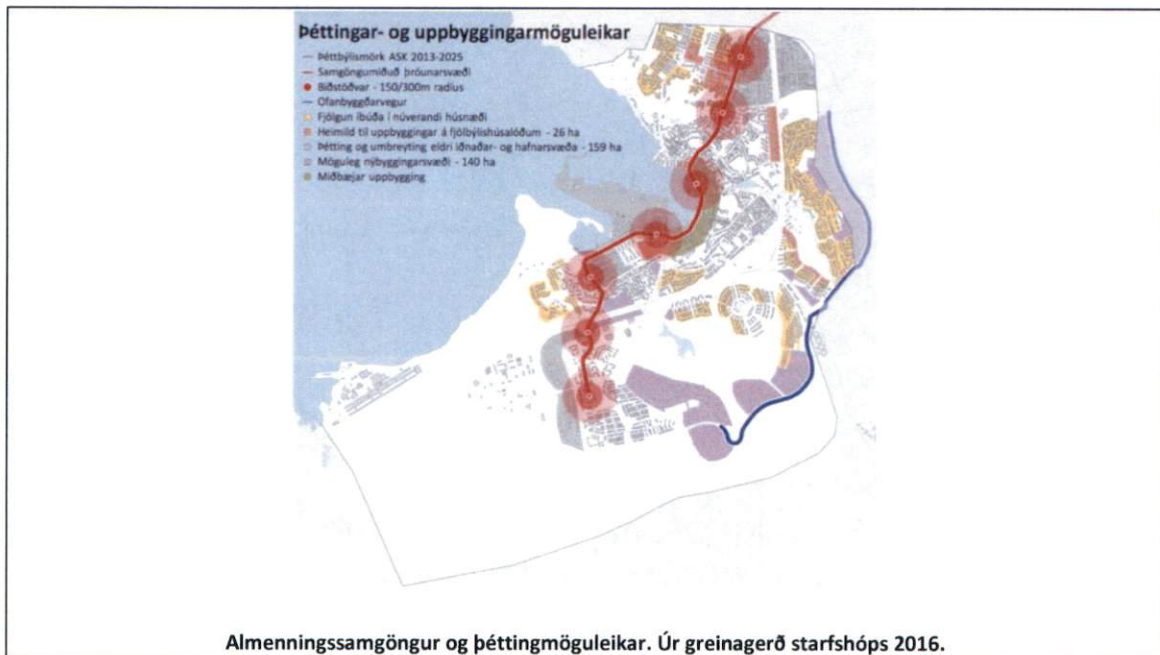 Þéttingar- og uppbyggingarmöguleikar
Þéttbýlismörk ASK 2013-2025
Samgöngumiðuð þróunarsvæði
Biðstöðvar - 150/300m radius
Ofanbyggðarvegur
Fjölgun íbúða í núverandi húsnæði
Heimild til uppbyggingar á fjölbýlishúsalóðum - 26 ha
Þétting og umbreyting eldri iðnaðar- og hafnarsvæða - 159 ha
Möguleg nýbyggingarsvæði - 140 ha
Miðbæjar uppbygging
Almenningssamgöngur og þéttingmöguleikar. Úr greinagerð starfshóps 2016.